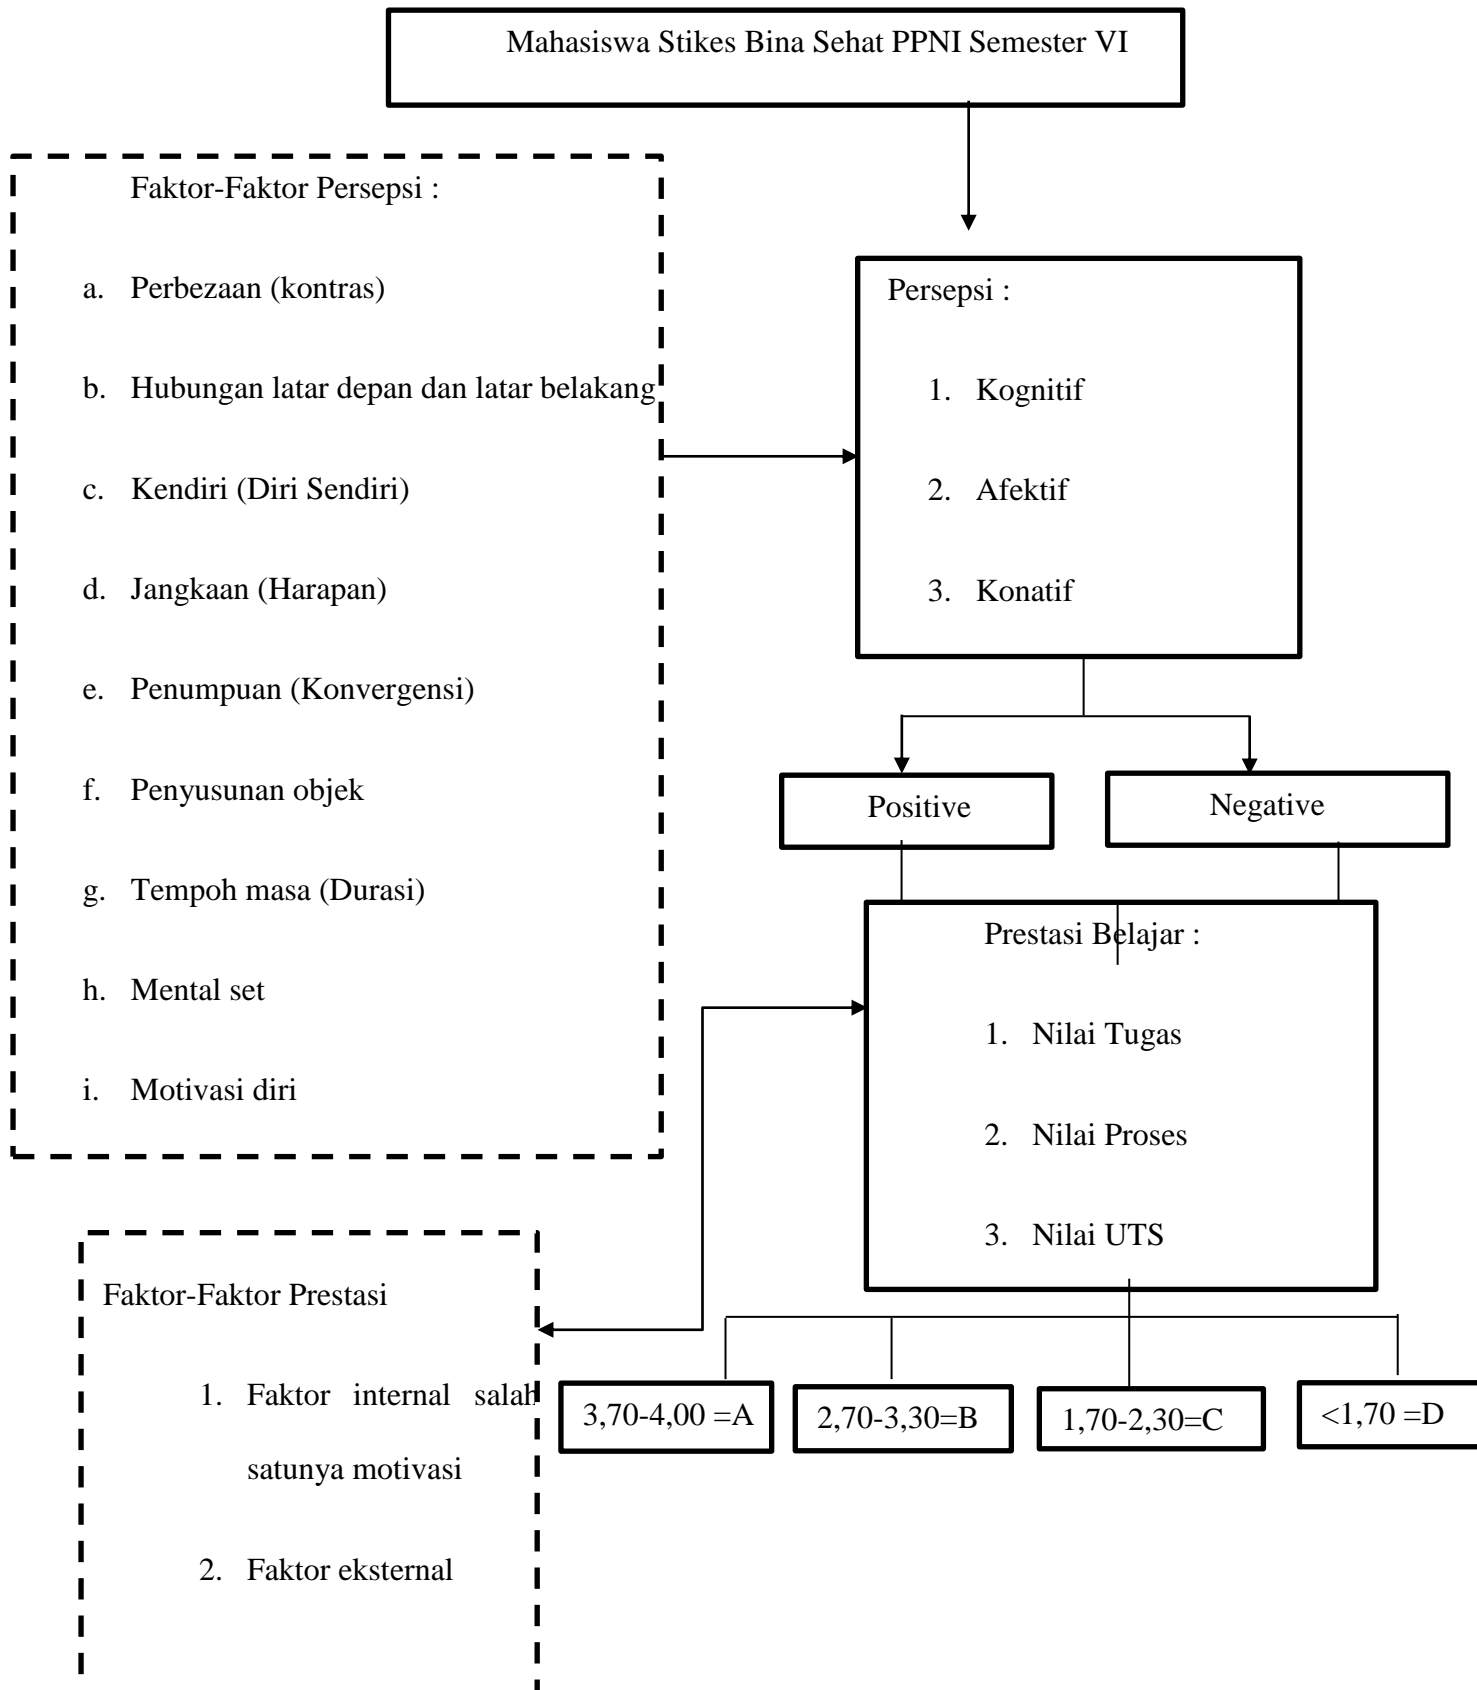 Mahasiswa Stikes Bina Sehat PPNI Semester VI
Faktor-Faktor Persepsi :
a. Perbezaan (kontras)
b. Hubungan latar depan dan latar belakang
c. Kendiri (Diri Sendiri)
d. Jangkaan (Harapan)
e. Penumpuan (Konvergensi)
f. Penyusunan objek
g. Tempoh masa (Durasi)
h. Mental set
i. Motivasi diri
Persepsi :
1. Kognitif
2. Afektif
3. Konatif
Positive
Negative
Prestasi Belajar :
1. Nilai Tugas
2. Nilai Proses
3. Nilai UTS
Faktor-Faktor Prestasi
1. Faktor internal salah
satunya motivasi
2. Faktor eksternal
3,70-4,00 =A
2,70-3,30=B
1,70-2,30=C
<1,70 =D